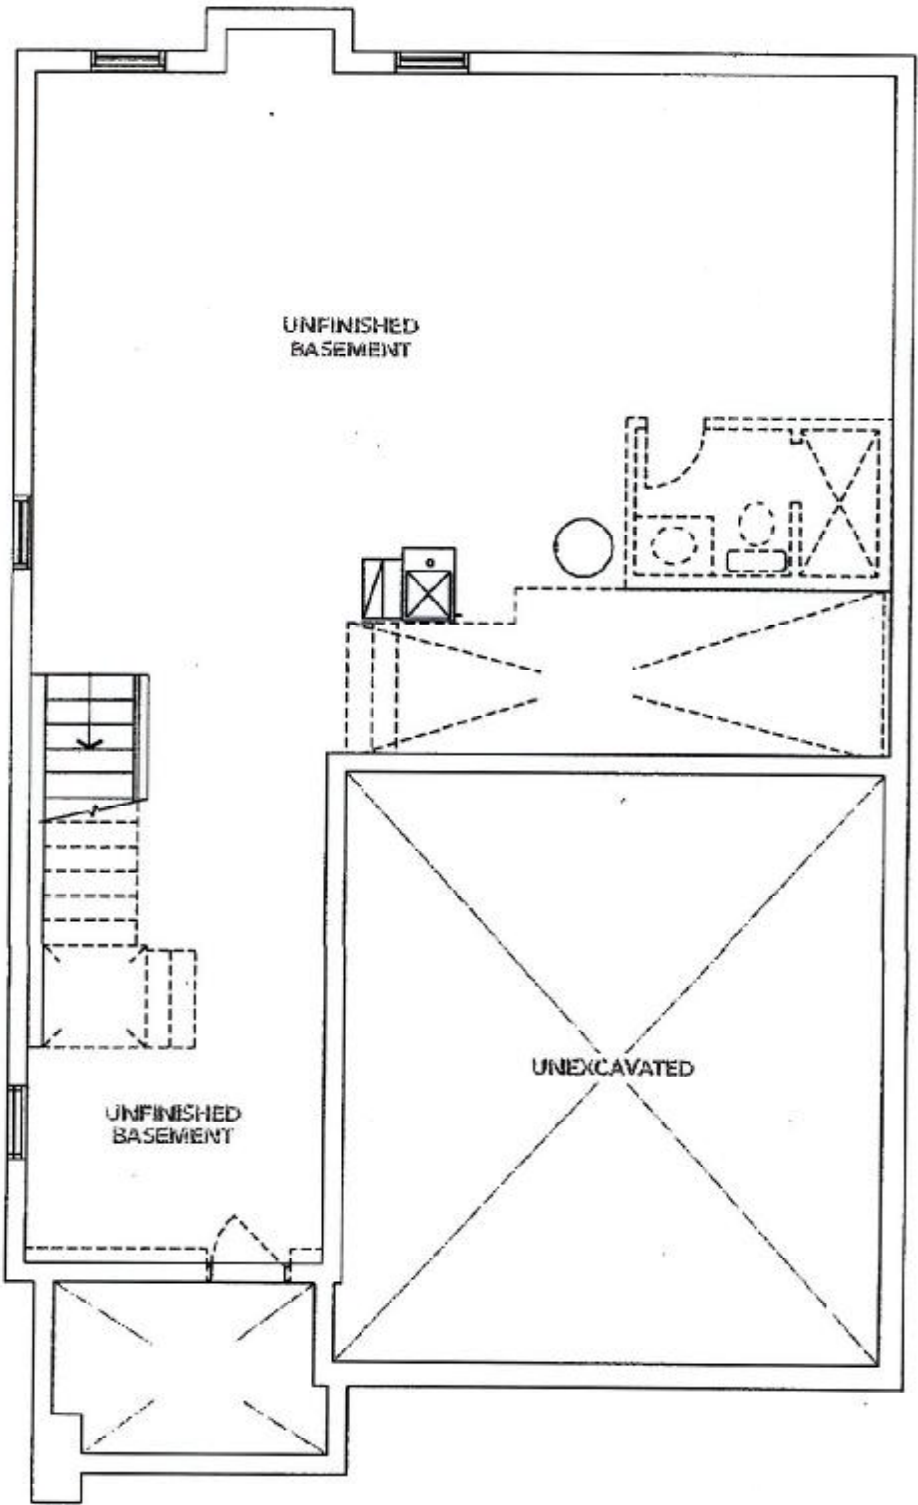 UNFINISHED
BASEMENT
UNEXCAVATED
UNFINISHED
BASEMENT